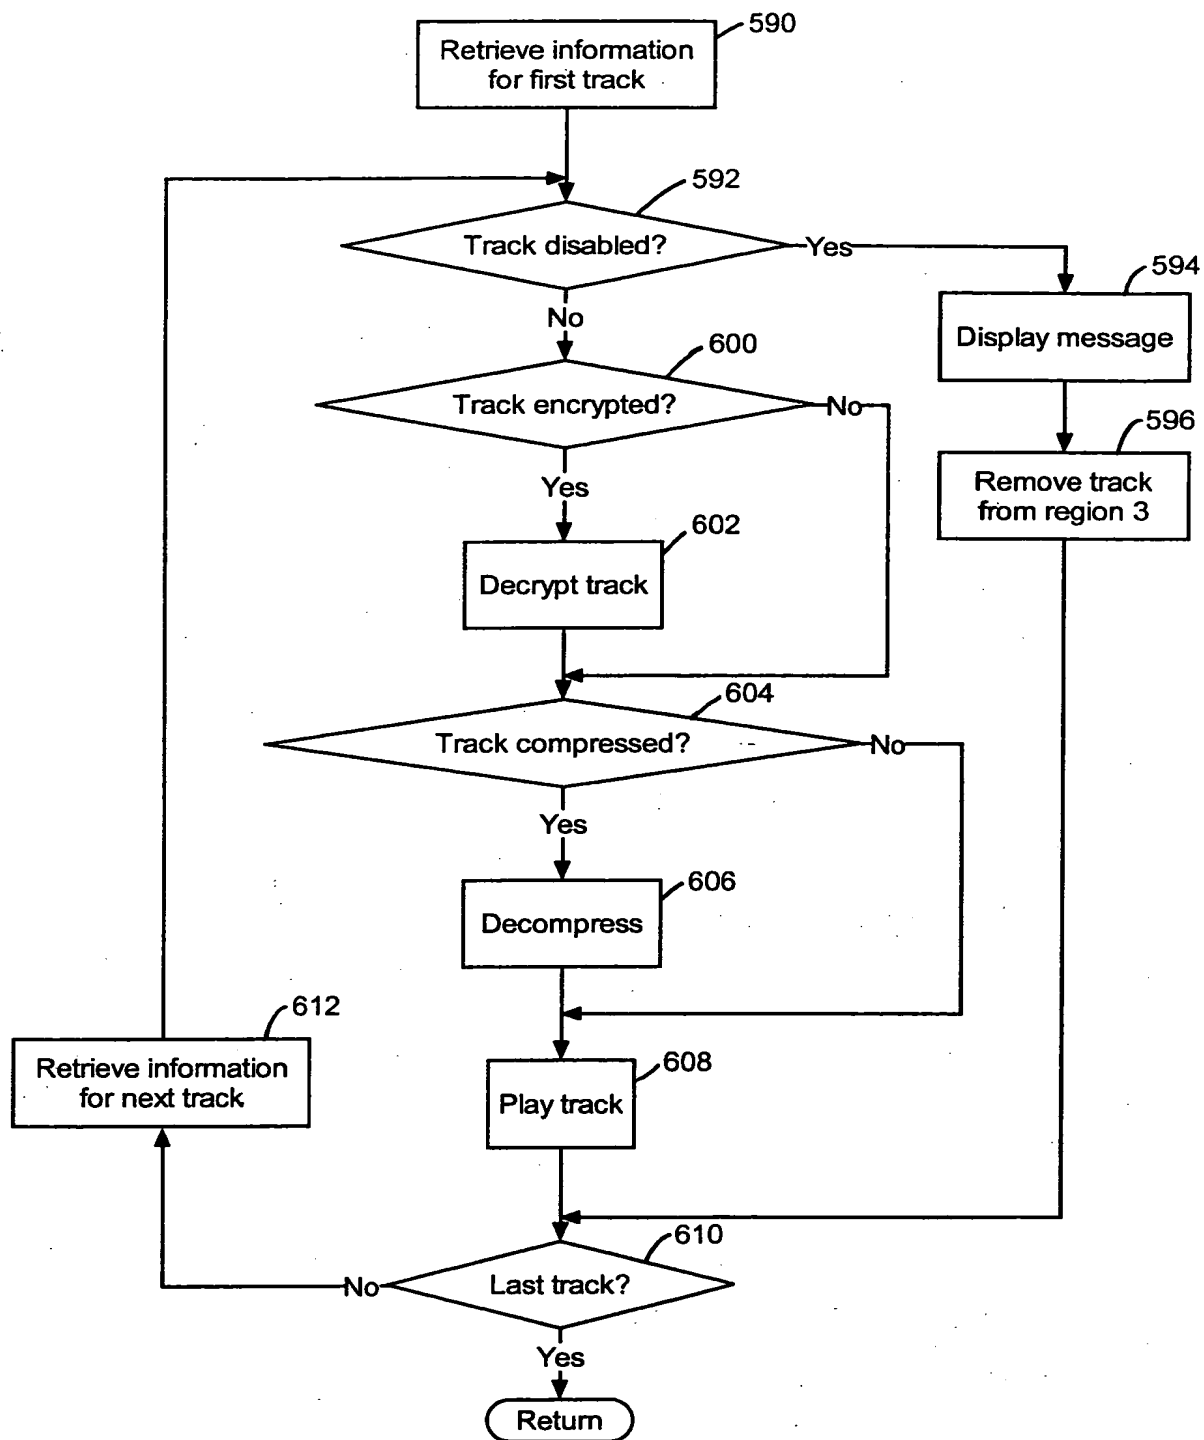 590
Retrieve information
for first track
592
Track disabled?
Yes
594
Display message
No
600
Track encrypted?
No
596
Remove track
from region 3
Yes
602
Decrypt track
604
Track compressed?
No
Yes
606
Decompress
612
Retrieve information
for next track
608
Play track
610
Last track?
No
Yes
Return